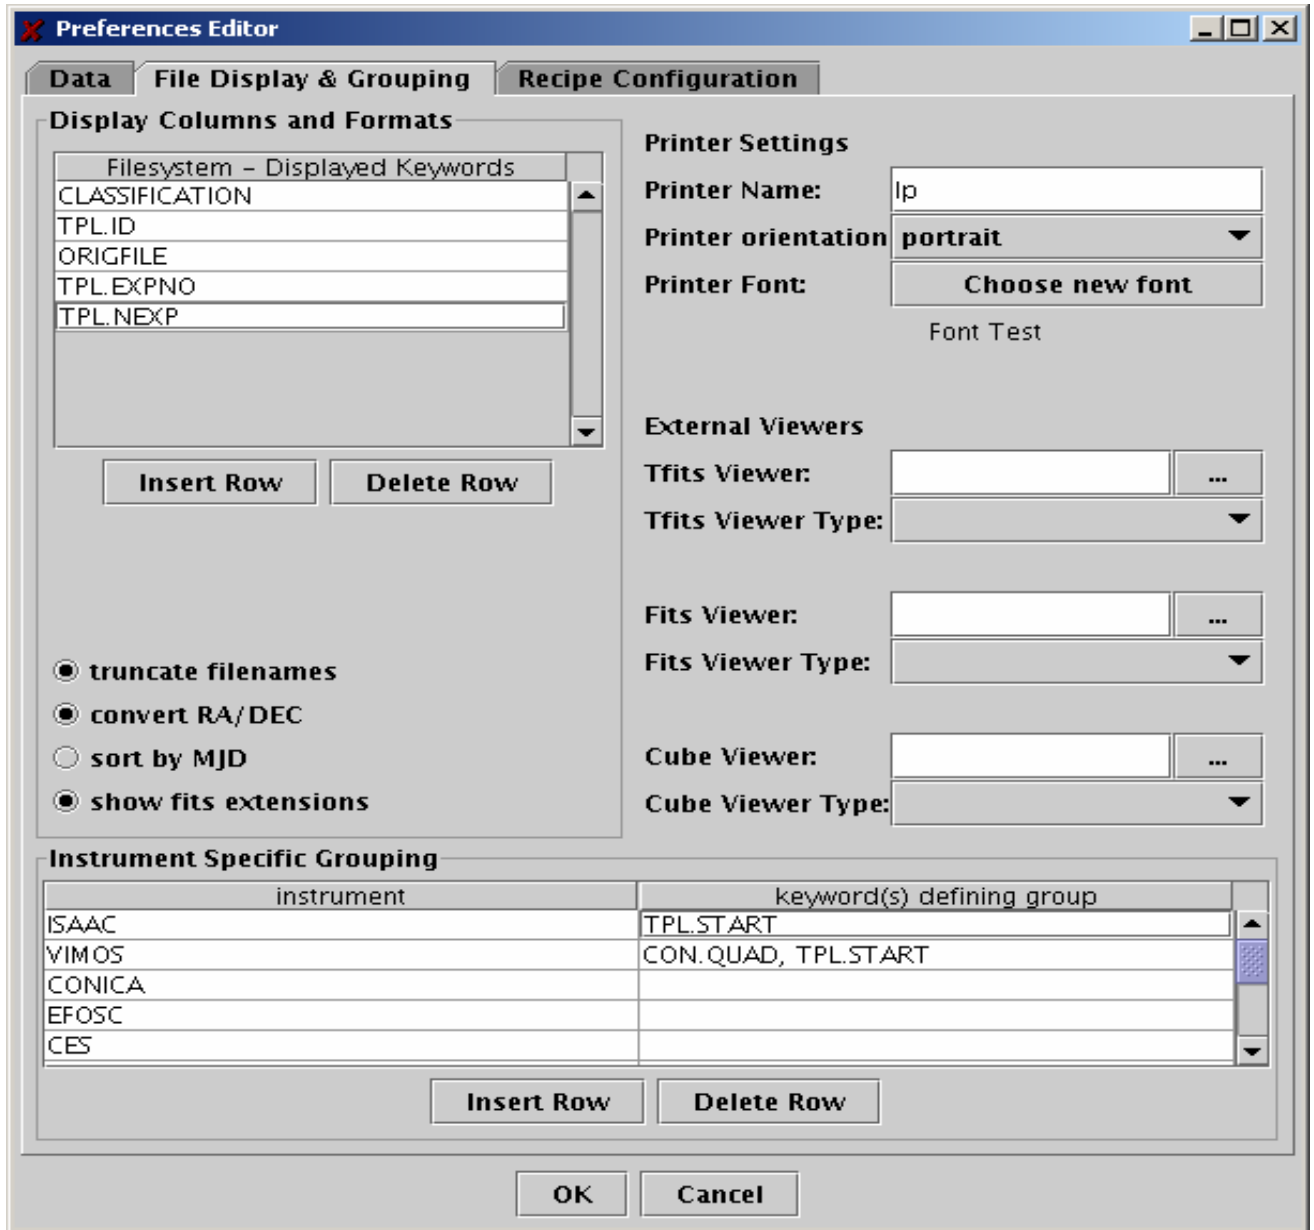 Preferences Editor
Data
File Display & Grouping
Recipe Configuration
Display Columns and Formats
Filesystem – Displayed Keywords
CLASSIFICATION
TPL.ID
ORIGFILE
TPL.EXPNO
TPL.NEXP
Insert Row
Delete Row
truncate filenames
convert RA/DEC
sort by MJD
show fits extensions
Printer Settings
Printer Name:
lp
Printer orientation
portrait
Printer Font:
Choose new font
Font Test
External Viewers
Tfits Viewer:
...
Tfits Viewer Type:
Fits Viewer:
...
Fits Viewer Type:
Cube Viewer:
...
Cube Viewer Type:
Instrument Specific Grouping
instrument keyword(s) defining group
ISAAC TPL.START
VIMOS CON.QUAD, TPL.START
CONICA
EFOSC
CES
Insert Row
Delete Row
OK
Cancel